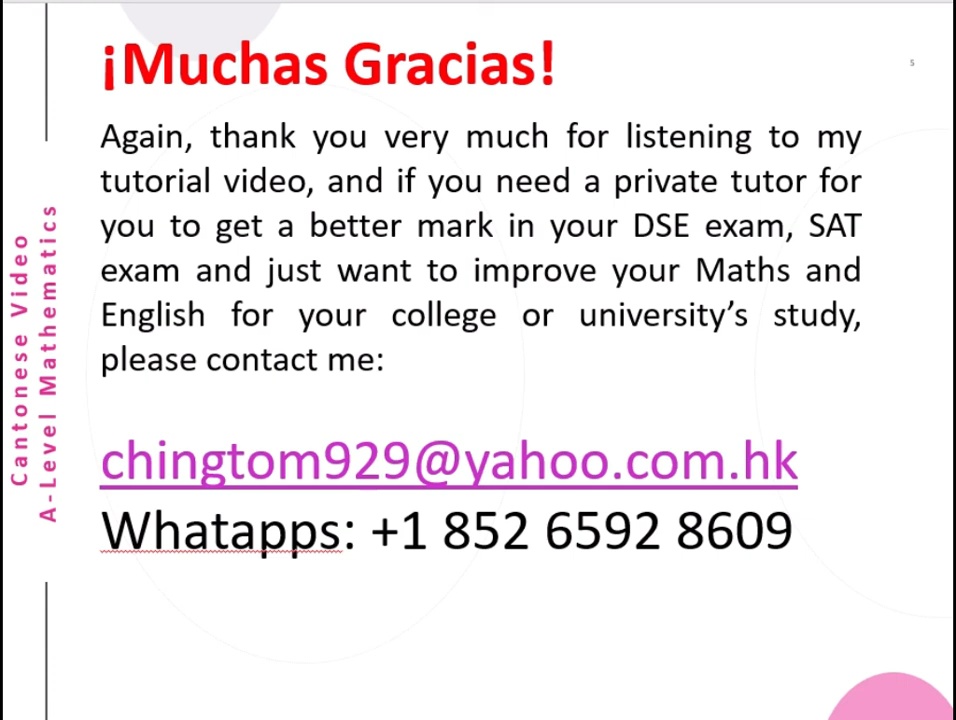 ¡Muchas Gracias!
5
Again, thank you very much for listening to my
tutorial video, and if you need a private tutor for
you to get a better mark in your DSE exam, SAT
exam and just want to improve your Maths and
English for your college or university’s study,
please contact me:
chingtom929@yahoo.com.hk
Whatapps: +1 852 6592 8609
Cantonese Video
A-Level Mathematics